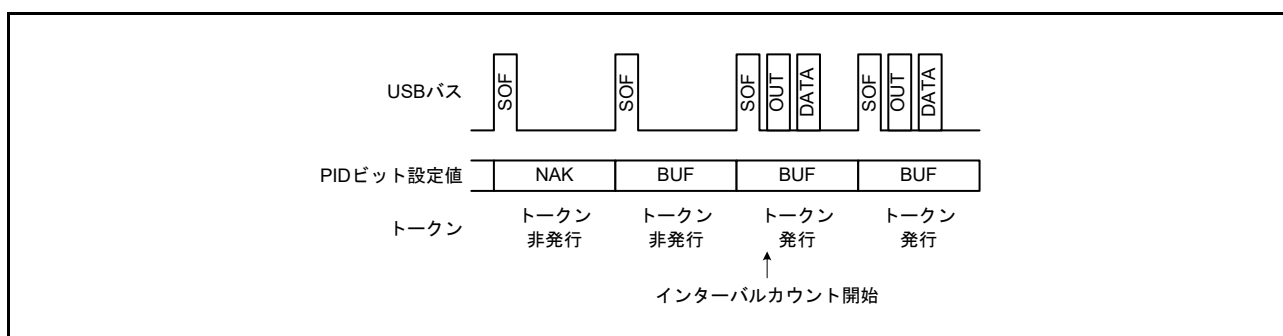 USBバス
SOF
SOF
SOF
OUT
DATA
SOF
OUT
DATA
PIDビット設定値
NAK
BUF
BUF
BUF
トークン
トークン
非発行
トークン
非発行
トークン
発行
トークン
発行
インターバルカウント開始